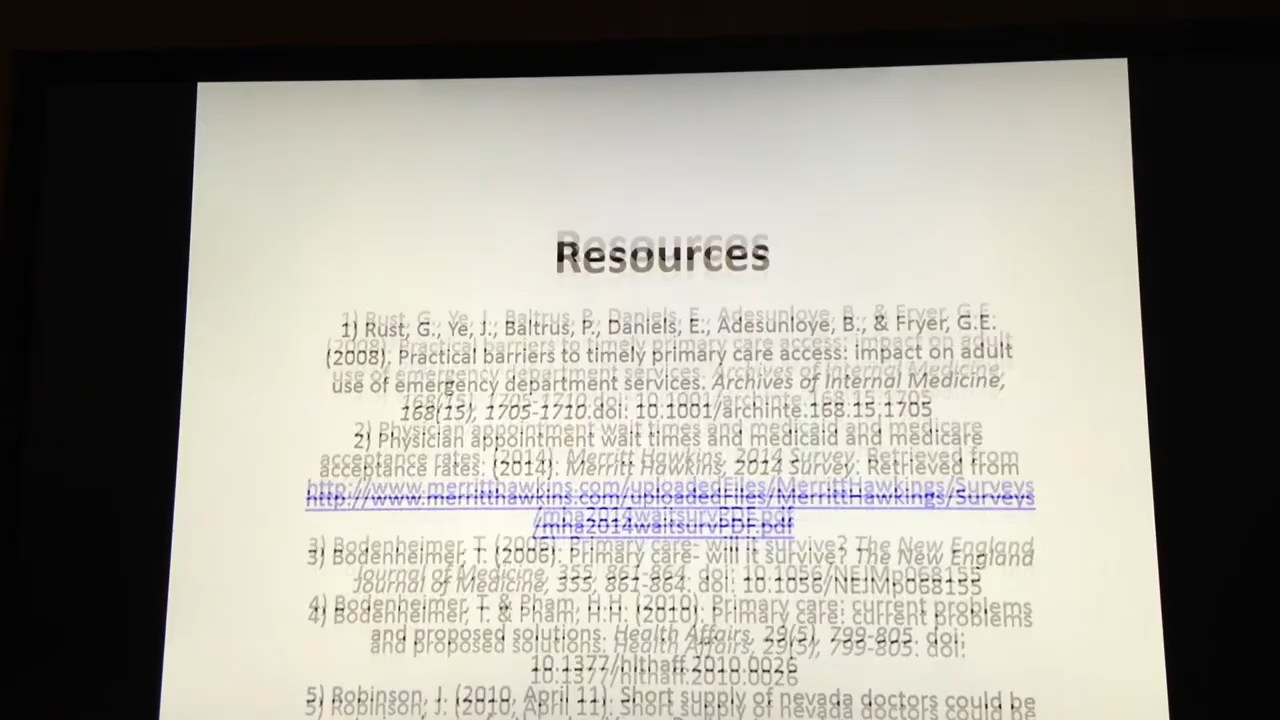 Resources
1) Rust, G., Ye, J., Baltrus, P., Daniels, E., Adesunloye, B., & Fryer, G.E.
(2008). Practical barriers to timely primary care access: impact on adult
use of emergency department services. Archives of Internal Medicine,
168(15), 1705-1710.doi: 10.1001/archinte.168.15.1705
2) Physician appointment wait times and medicaid and medicare
acceptance rates. (2014). Merritt Hawkins, 2014 Survey. Retrieved from
http://www.merritthawkins.com/uploadedFiles/MerrittHawkings/Surveys
/mha2014waitsurvPDF.pdf
3) Bodenheimer, T. (2006). Primary care- will it survive? The New England
Journal of Medicine, 355, 861-864. doi: 10.1056/NEJMp068155
4) Bodenheimer, T. & Pham, H.H. (2010). Primary care: current problems
and proposed solutions. Health Affairs, 29(5), 799-805. doi:
10.1377/hlthaff.2010.0026
5) Robinson, J. (2010, April 11). Short supply of nevada doctors could be